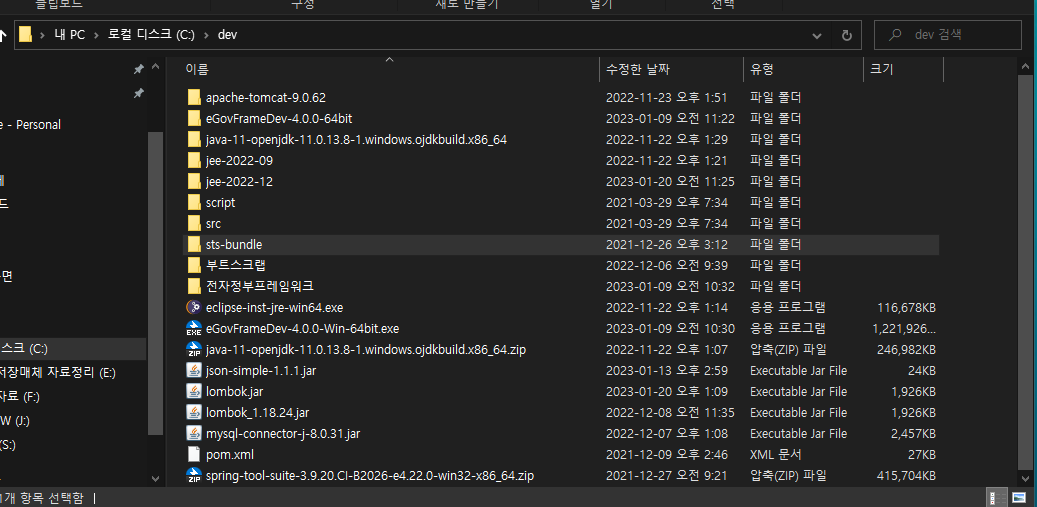 클립보드 구성 새로 만들기 열기 선택
내 PC > 로컬 디스크 (C:) > dev
dev 검색
e - Personal
드
면
스크 (C:)
저장매체 자료정리 (E:)
자료 (F:)
W (J:)
(S:)
이름 수정한 날짜 유형 크기
apache-tomcat-9.0.62 2022-11-23 오후 1:51 파일 폴더
eGovFrameDev-4.0.0-64bit 2023-01-09 오전 11:22 파일 폴더
java-11-openjdk-11.0.13.8-1.windows.ojdkbuild.x86_64 2022-11-22 오후 1:29 파일 폴더
jee-2022-09 2022-11-22 오후 1:21 파일 폴더
jee-2022-12 2023-01-20 오전 11:25 파일 폴더
script 2021-03-29 오후 7:34 파일 폴더
src 2021-03-29 오후 7:34 파일 폴더
sts-bundle 2021-12-26 오후 3:12 파일 폴더
부트스크랩 2022-12-06 오전 9:39 파일 폴더
전자정부프레임워크 2023-01-09 오전 10:32 파일 폴더
eclipse-inst-jre-win64.exe 2022-11-22 오후 1:14 응용 프로그램 116,678KB
eGovFrameDev-4.0.0-Win-64bit.exe 2023-01-09 오전 10:30 응용 프로그램 1,221,926...
java-11-openjdk-11.0.13.8-1.windows.ojdkbuild.x86_64.zip 2022-11-22 오후 1:07 압축(ZIP) 파일 246,982KB
json-simple-1.1.1.jar 2023-01-13 오후 2:59 Executable Jar File 24KB
lombok.jar 2023-01-20 오후 1:09 Executable Jar File 1,926KB
lombok_1.18.24.jar 2022-12-08 오전 11:35 Executable Jar File 1,926KB
mysql-connector-j-8.0.31.jar 2022-12-07 오후 1:08 Executable Jar File 2,457KB
pom.xml 2021-12-09 오후 2:46 XML 문서 27KB
spring-tool-suite-3.9.20.CI-B2026-e4.22.0-win32-x86_64.zip 2021-12-27 오전 9:21 압축(ZIP) 파일 415,704KB
1개 항목 선택함